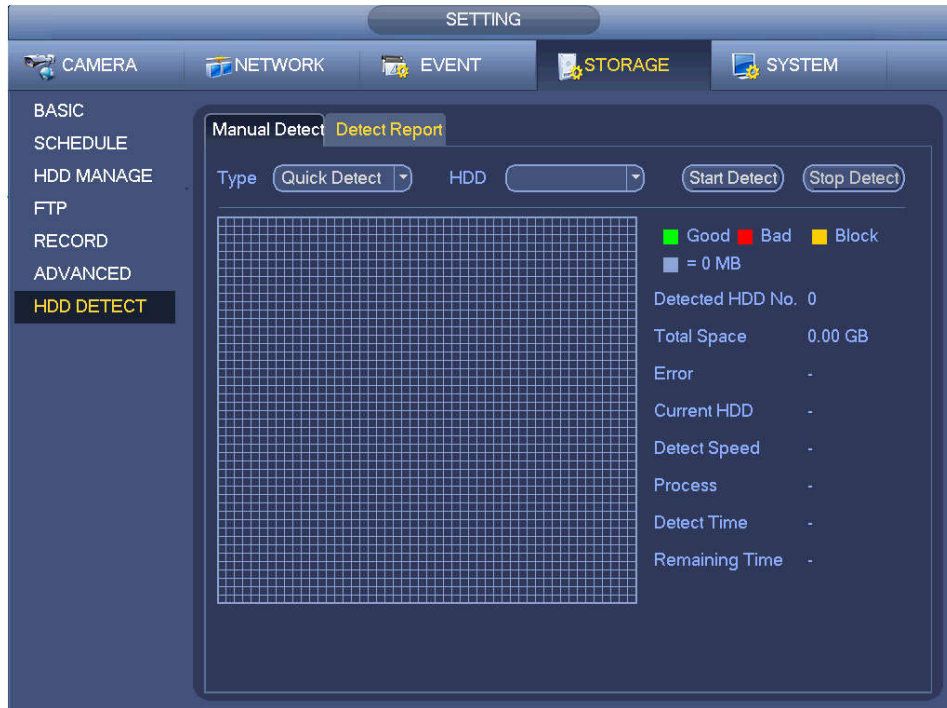 SETTING
CAMERA NETWORK EVENT STORAGE SYSTEM
BASIC
SCHEDULE
HDD MANAGE
FTP
RECORD
ADVANCED
HDD DETECT
Manual Detect Detect Report
Type Quick Detect HDD Start Detect Stop Detect
Good Bad Block
= 0 MB
Detected HDD No. 0
Total Space 0.00 GB
Error -
Current HDD -
Detect Speed -
Process -
Detect Time -
Remaining Time -